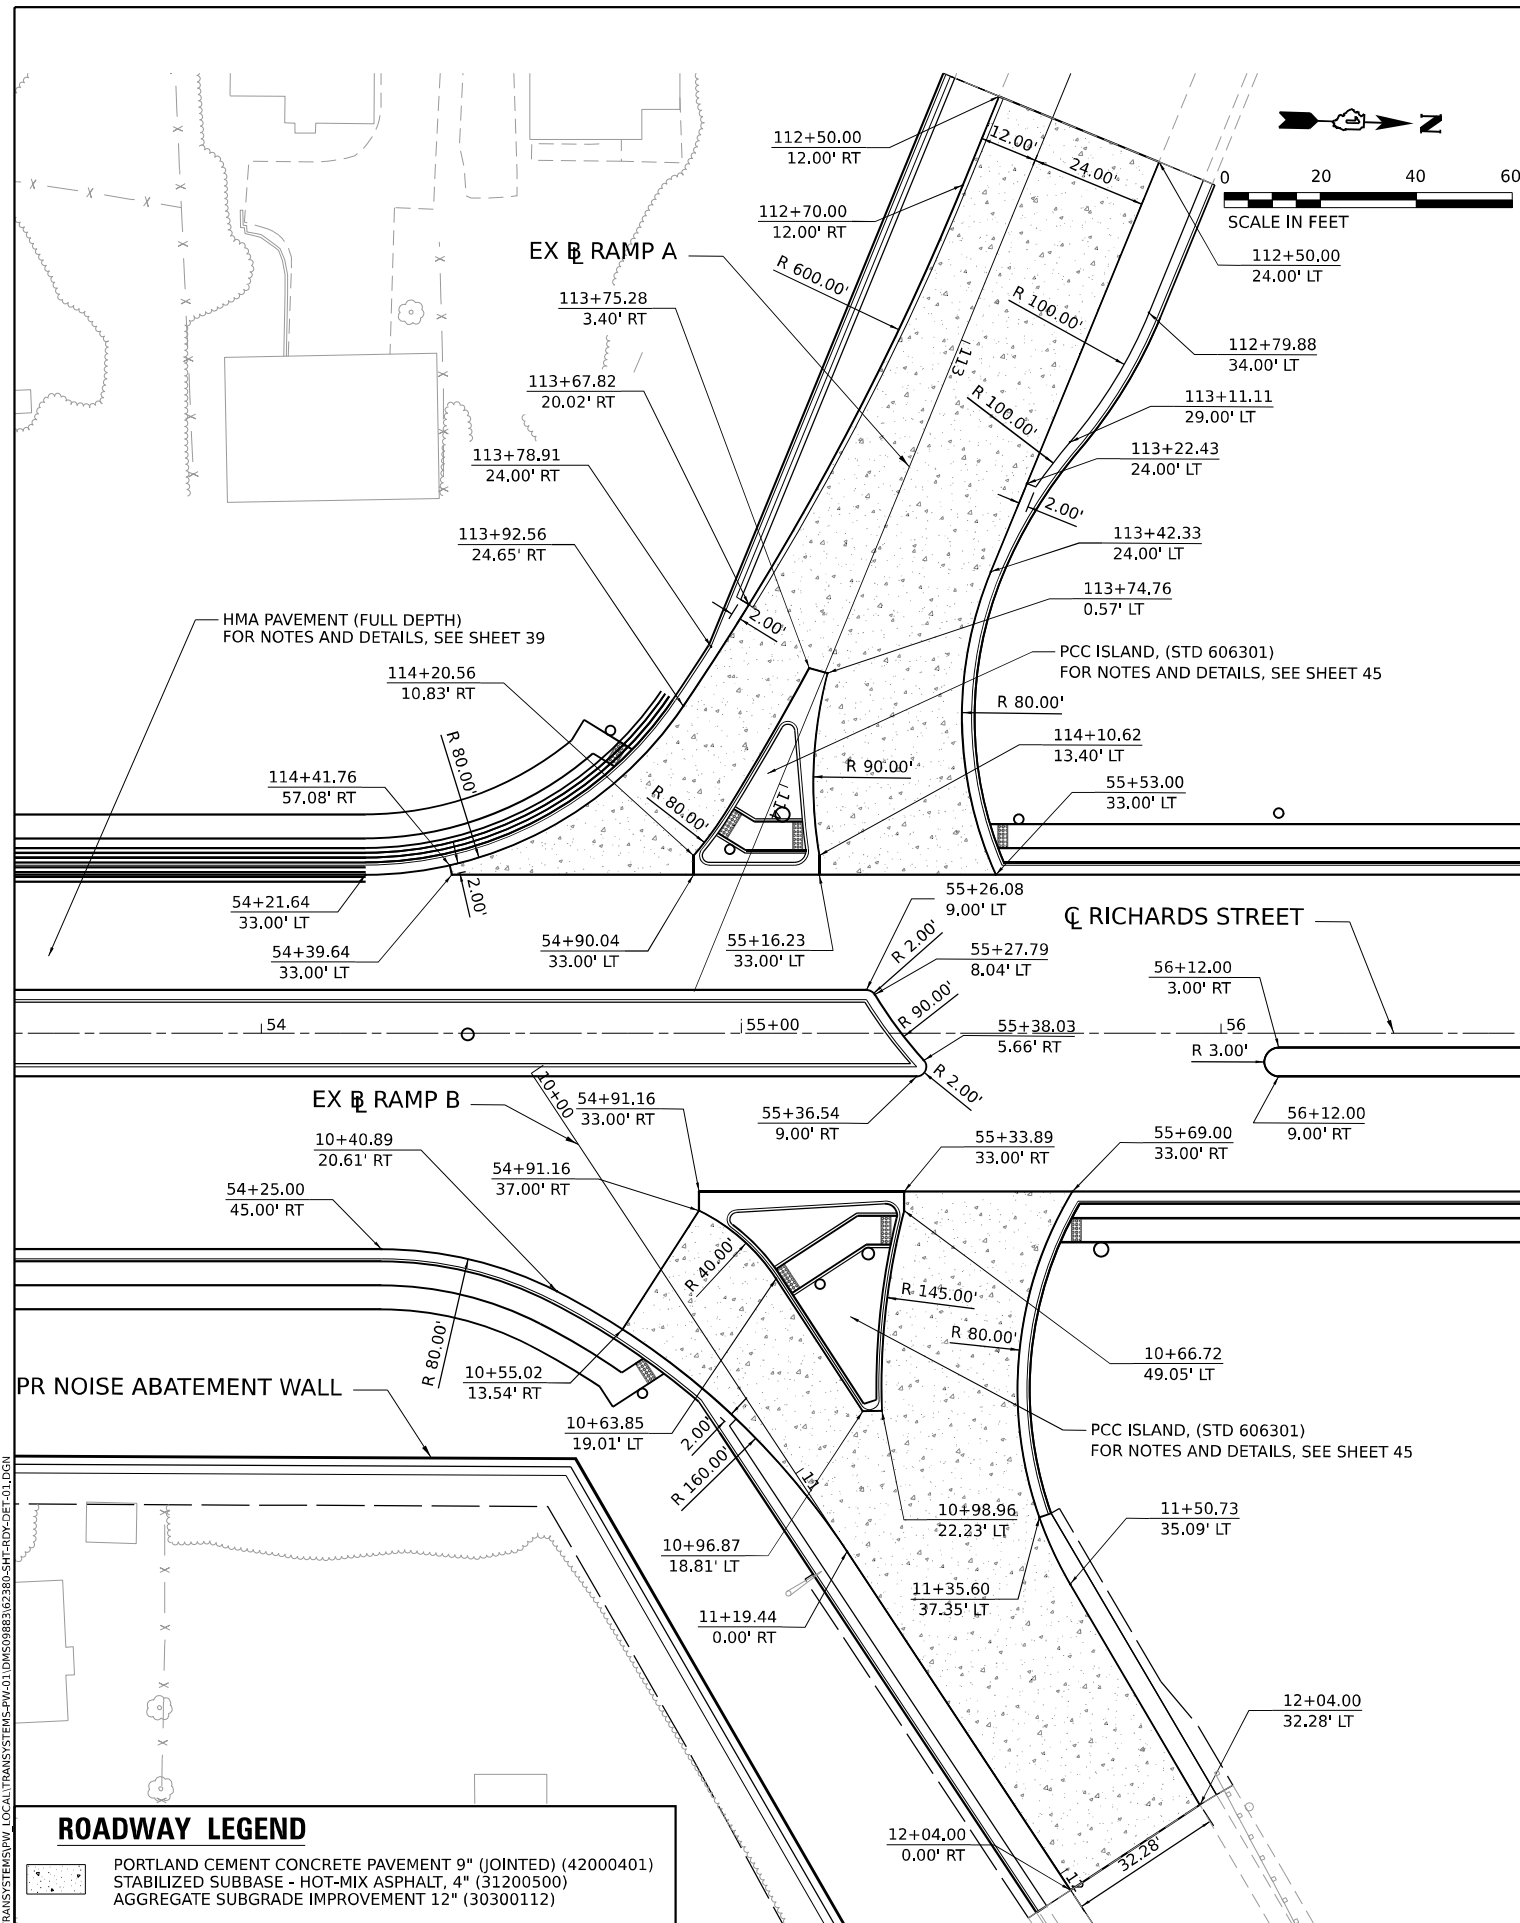 N
0 20 40 60
SCALE IN FEET
112+50.00
12.00' RT
12.00'
24.00'
112+70.00
12.00' RT
EX BL RAMP A
R 600.00'
112+50.00
24.00' LT
113+75.28
3.40' RT
R 100.00'
113
112+79.88
34.00' LT
113+67.82
20.02' RT
R 100.00'
113+11.11
29.00' LT
113+78.91
24.00' RT
113+22.43
24.00' LT
2.00'
113+92.56
24.65' RT
113+42.33
24.00' LT
113+74.76
0.57' LT
HMA PAVEMENT (FULL DEPTH)
FOR NOTES AND DETAILS, SEE SHEET 39
2.00'
PCC ISLAND, (STD 606301)
FOR NOTES AND DETAILS, SEE SHEET 45
114+20.56
10.83' RT
R 80.00'
R 80.00'
114+10.62
13.40' LT
114+41.76
57.08' RT
R 90.00'
R 80.00'
114
55+53.00
33.00' LT
2.00'
54+21.64
33.00' LT
55+26.08
9.00' LT
CL RICHARDS STREET
54+39.64
33.00' LT
54+90.04
33.00' LT
55+16.23
33.00' LT
R 2.00'
55+27.79
8.04' LT
56+12.00
3.00' RT
R 90.00'
54
55+00
56
55+38.03
5.66' RT
R 3.00'
R 2.00'
10+00
EX BL RAMP B
54+91.16
33.00' RT
55+36.54
9.00' RT
56+12.00
9.00' RT
10+40.89
20.61' RT
55+33.89
33.00' RT
55+69.00
33.00' RT
54+91.16
37.00' RT
54+25.00
45.00' RT
R 40.00'
R 145.00'
R 80.00'
R 80.00'
10+66.72
49.05' LT
10+55.02
13.54' RT
PR NOISE ABATEMENT WALL
10+63.85
19.01' LT
2.00'
PCC ISLAND, (STD 606301)
FOR NOTES AND DETAILS, SEE SHEET 45
R 160.00'
11
10+98.96
22.23' LT
11+50.73
35.09' LT
10+96.87
18.81' LT
11+35.60
37.35' LT
11+19.44
0.00' RT
12+04.00
32.28' LT
12+04.00
0.00' RT
32.28'
12
ROADWAY LEGEND
PORTLAND CEMENT CONCRETE PAVEMENT 9" (JOINTED) (42000401)
STABILIZED SUBBASE - HOT-MIX ASPHALT, 4" (31200500)
AGGREGATE SUBGRADE IMPROVEMENT 12" (30300112)
RANSYSTEMS\PW_LOCAL\TRANSYSTEMS-PW-01\DMS09883\62380-SHT-RDY-DET-01.DGN